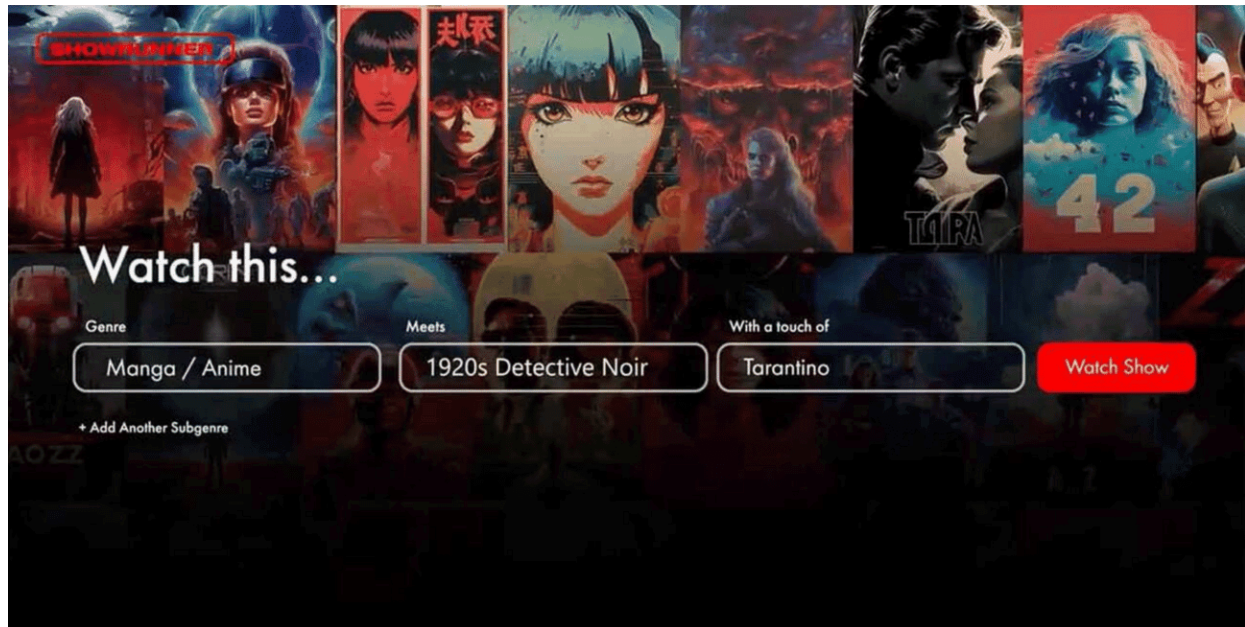 SHOWRUNNER
42
Watch this...
Genre
Meets
With a touch of
Manga / Anime
1920s Detective Noir
Tarantino
Watch Show
+ Add Another Subgenre